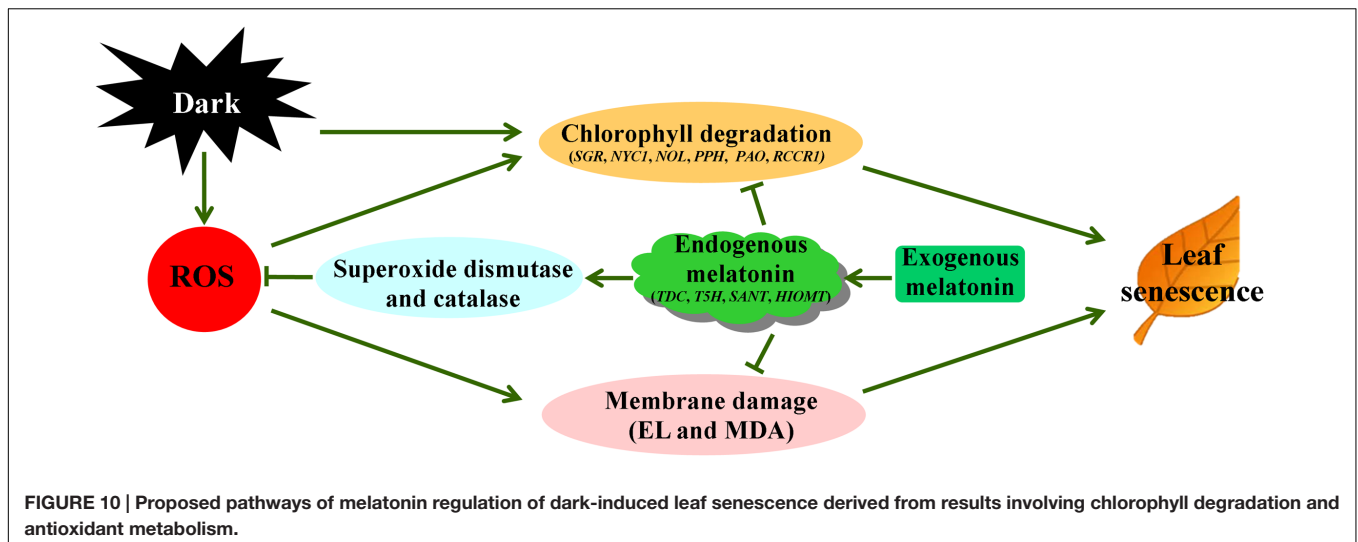 Dark
Chlorophyll degradation
(SGR, NYC1, NOL, PPH, PAO, RCCR1)
ROS
Superoxide dismutase
and catalase
Endogenous
melatonin
(TDC, T5H, SANT, HIOMT)
Exogenous
melatonin
Leaf
senescence
Membrane damage
(EL and MDA)
FIGURE 10 | Proposed pathways of melatonin regulation of dark-induced leaf senescence derived from results involving chlorophyll degradation and
antioxidant metabolism.